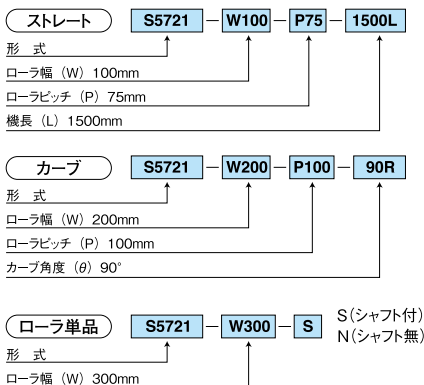 ストレート S5721 − W100 − P75 − 1500L
形 式
ローラ幅（W）100mm
ローラピッチ（P）75mm
機長（L）1500mm
カーブ S5721 − W200 − P100 − 90R
形 式
ローラ幅（W）200mm
ローラピッチ（P）100mm
カーブ角度（θ）90°
ローラ単品 S5721 − W300 − S S（シャフト付）
N（シャフト無）
形 式
ローラ幅（W）300mm